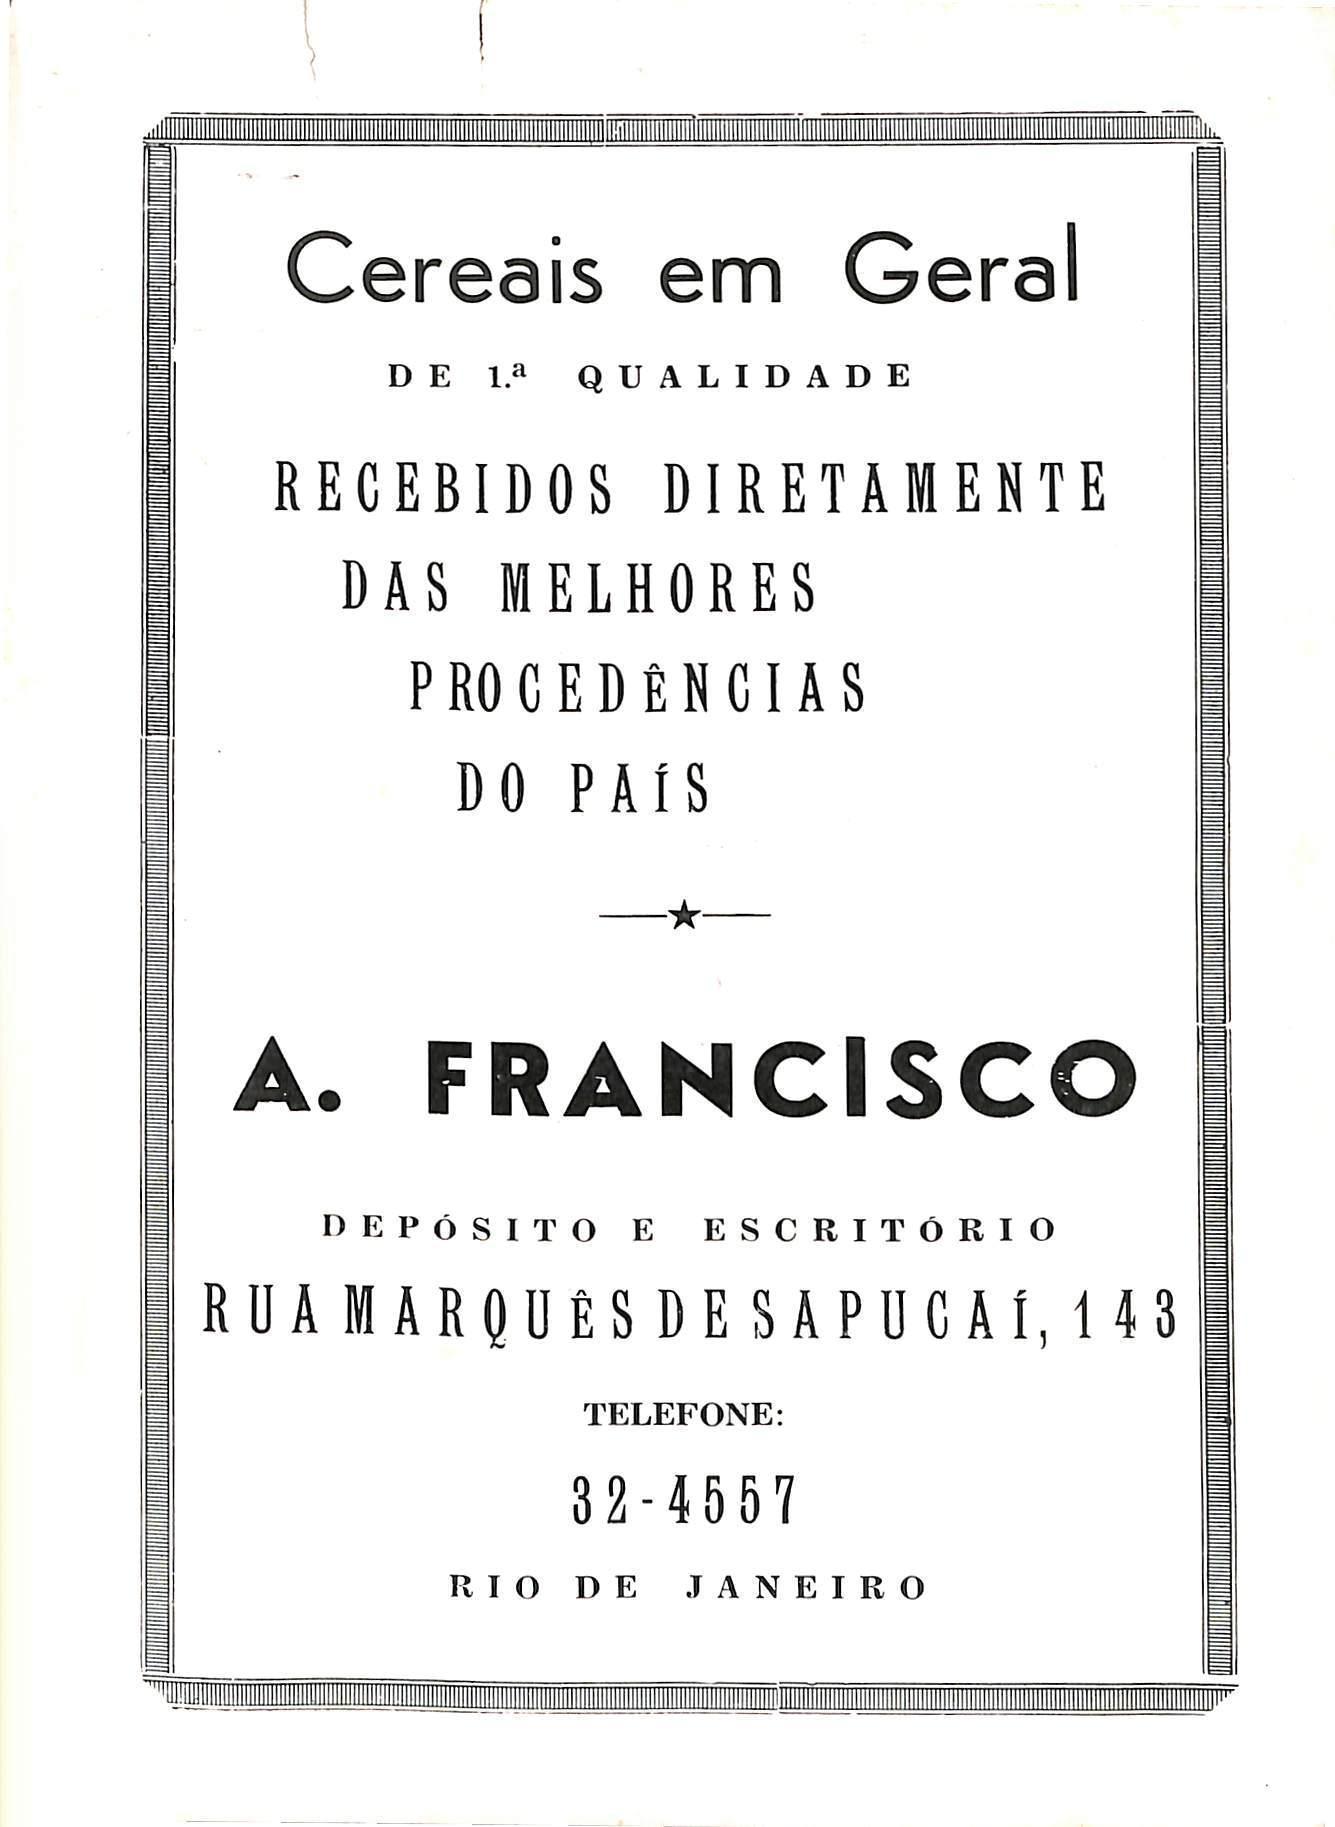 Cereais em Geral
DE 1.ª QUALIDADE
RECEBIDOS DIRETAMENTE
DAS MELHORES
PROCEDÊNCIAS
DO PAÍS
A. FRANCISCO
DEPÓSITO E ESCRITÓRIO
RUA MARQUÊS DE SAPUCAÍ, 143
TELEFONE:
32-4557
RIO DE JANEIRO